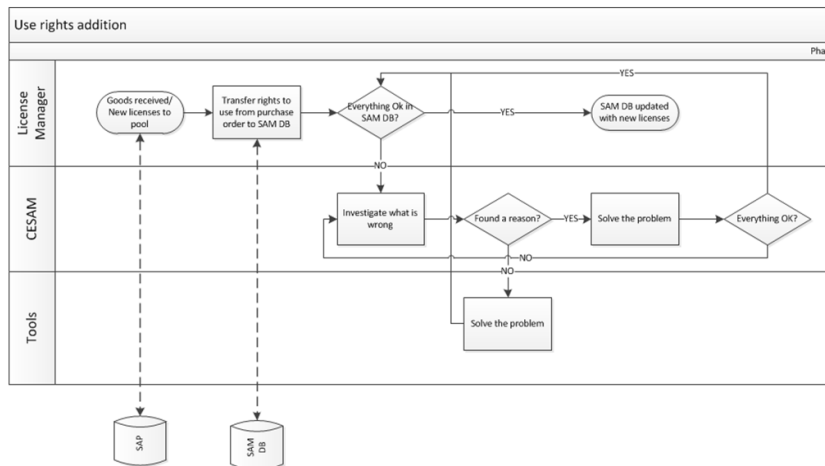 Use rights addition
Pha
License
Manager
Goods received/
New licenses to
pool
Transfer rights to
use from purchase
order to SAM DB
Everything Ok in
SAM DB?
YES
YES
SAM DB updated
with new licenses
NO
CESAM
Investigate what is
wrong
Found a reason?
YES
Solve the problem
Everything OK?
NO
NO
Tools
Solve the problem
SAP
SAM
DB